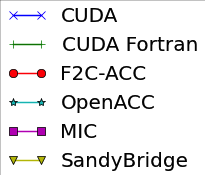 CUDA
CUDA Fortran
F2C-ACC
OpenACC
MIC
SandyBridge